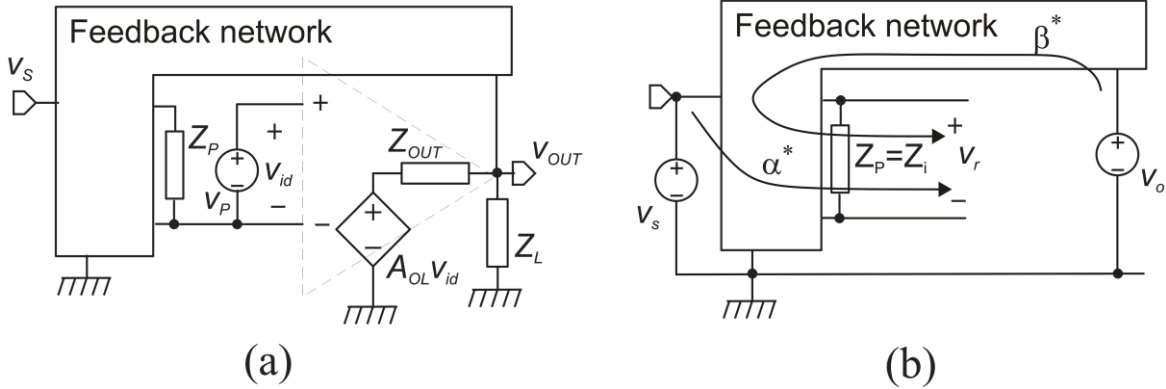 Feedback network
v_S
Z_P
+
v_id
−
v_P
+
−
+
−
Z_OUT
+
−
A_OL v_id
v_OUT
Z_L
(a)
Feedback network
β*
α*
Z_P=Z_i
+
v_r
−
+
−
v_s
+
−
v_o
(b)